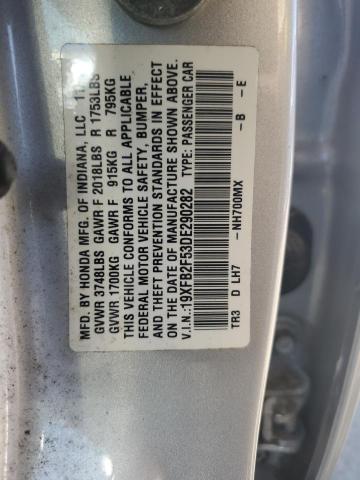 MFD. BY HONDA MFG. OF INDIANA, LLC
GVWR 3748LBS GAWR F 2018LBS R 1753LBS
GVWR 1700KG GAWR F 915KG R 795KG
THIS VEHICLE CONFORMS TO ALL APPLICABLE
FEDERAL MOTOR VEHICLE SAFETY, BUMPER,
AND THEFT PREVENTION STANDARDS IN EFFECT
ON THE DATE OF MANUFACTURE SHOWN ABOVE.
V.I.N.:19XFB2F53DE290282 TYPE: PASSENGER CAR
TR3 D LH7 -NH700MX -B -E